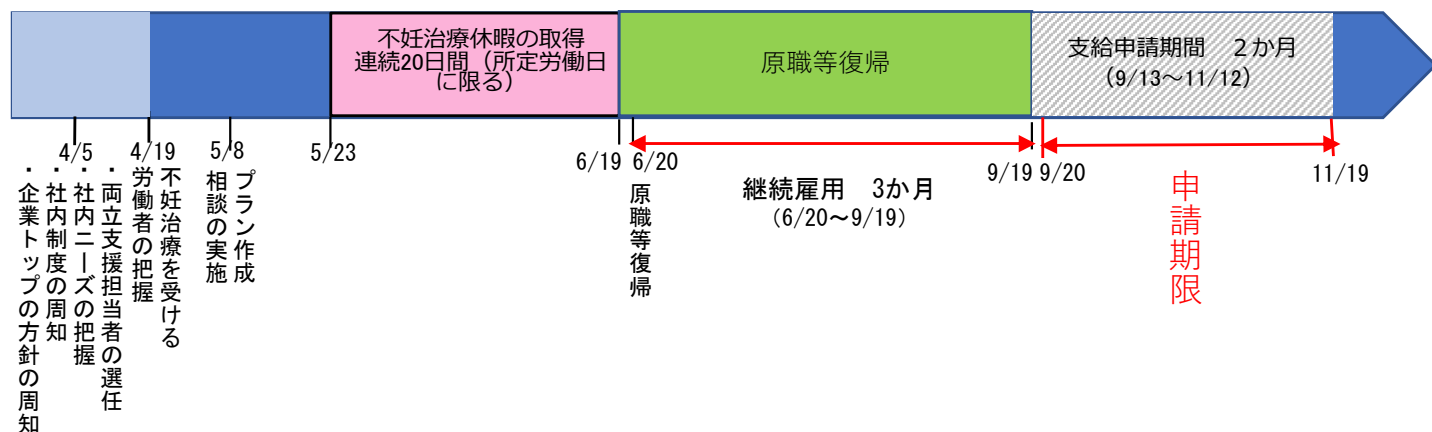 不妊治療休暇の取得
連続20日間（所定労働日
に限る）
原職等復帰
支給申請期間　２か月
（9/13～11/12）
4/5
4/19
5/8
5/23
6/19
6/20
9/19
9/20
11/19
・企業トップの方針の周知
・社内制度の周知
・社内ニーズの把握
・両立支援担当者の選任
不妊治療を受ける
労働者の把握
プラン作成
相談の実施
原職等復帰
継続雇用　3か月
（6/20～9/19）
申請期限